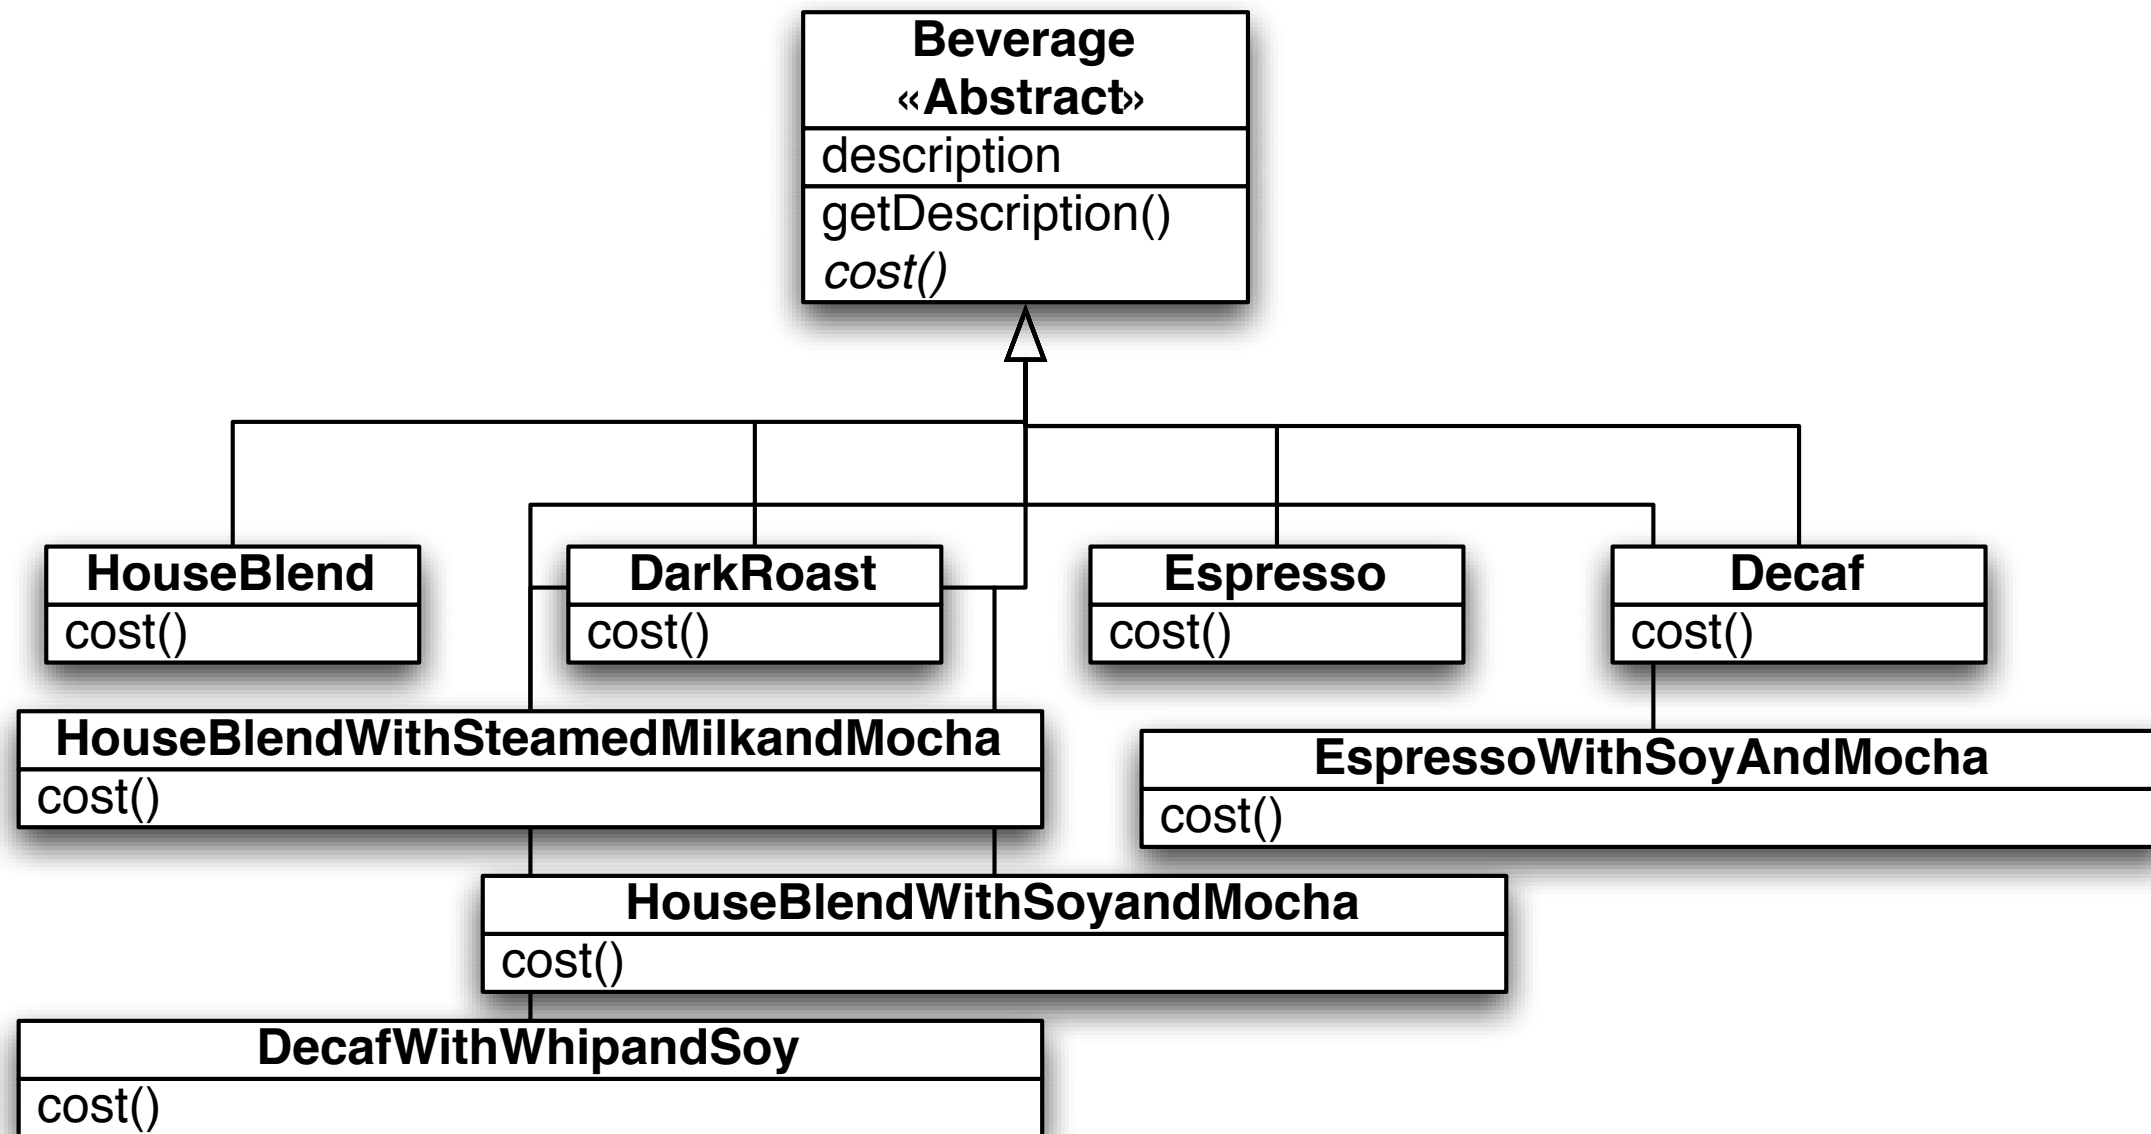 Beverage
«Abstract»
description
getDescription()
cost()
HouseBlend
cost()
DarkRoast
cost()
Espresso
cost()
Decaf
cost()
HouseBlendWithSteamedMilkandMocha
cost()
EspressoWithSoyAndMocha
cost()
HouseBlendWithSoyandMocha
cost()
DecafWithWhipandSoy
cost()